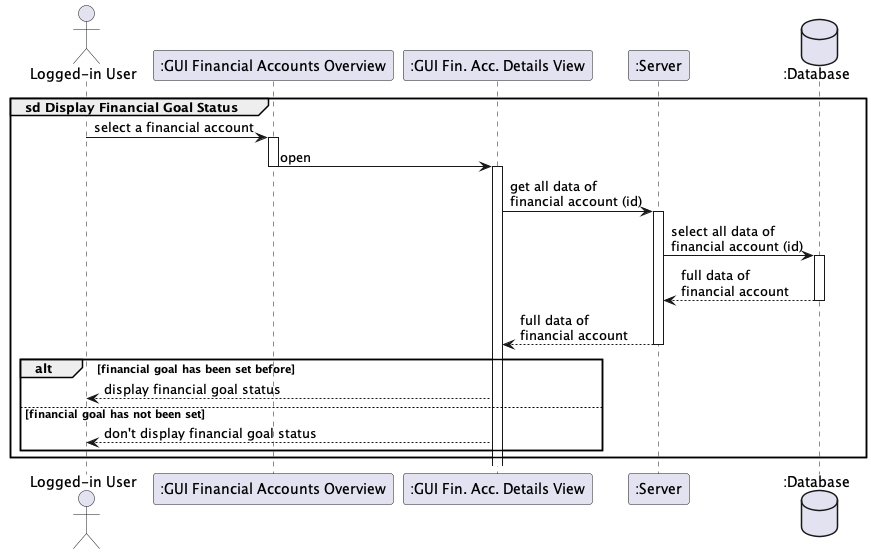 Logged-in User
:GUI Financial Accounts Overview
:GUI Fin. Acc. Details View
:Server
:Database
sd Display Financial Goal Status
select a financial account
open
get all data of
financial account (id)
select all data of
financial account (id)
full data of
financial account
full data of
financial account
alt
[financial goal has been set before]
display financial goal status
[financial goal has not been set]
don't display financial goal status
Logged-in User
:GUI Financial Accounts Overview
:GUI Fin. Acc. Details View
:Server
:Database